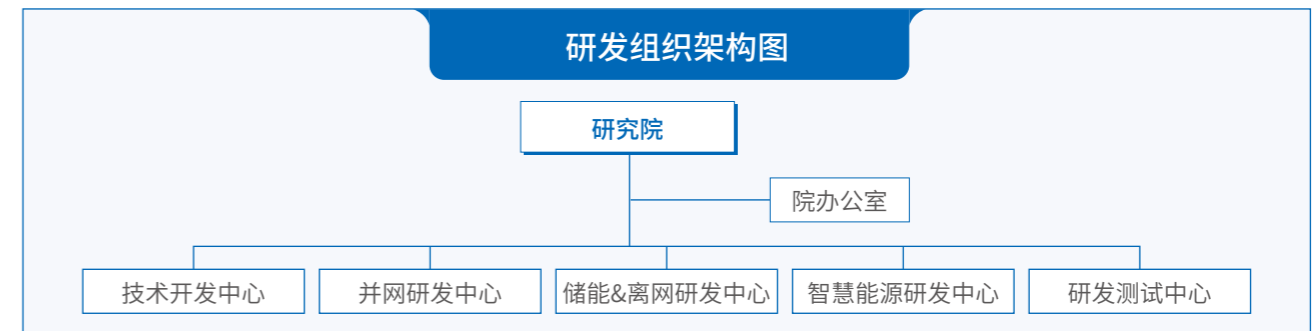 研发组织架构图
研究院
院办公室
技术开发中心
并网研发中心
储能&离网研发中心
智慧能源研发中心
研发测试中心